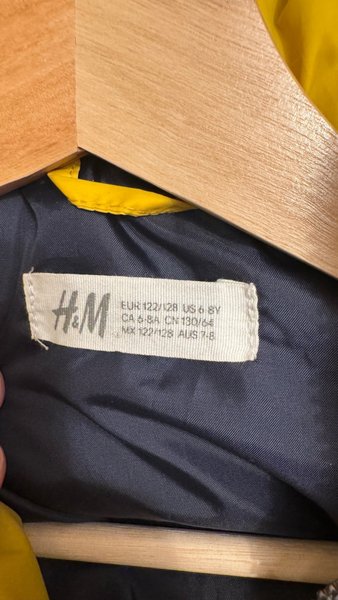 H&M
EUR 122/128 US 6-8Y
CA 6-8A CN 130/64
MX 122/128 AUS 7-8